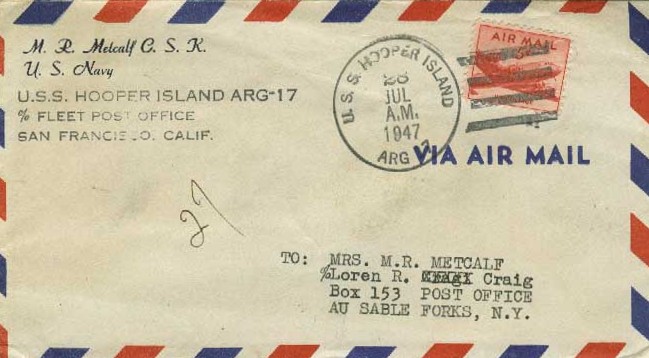 M. R. Metcalf C. S. K.
U. S. Navy
U.S.S. HOOPER ISLAND ARG-17
% FLEET POST OFFICE
SAN FRANCISCO. CALIF.
U. S. S. HOOPER ISLAND
28
JUL
A.M.
1947
ARG
AIR MAIL
5
VIA AIR MAIL
27
TO: MRS. M.R. METCALF
%Loren R. Craig
Box 153 POST OFFICE
AU SABLE FORKS, N.Y.